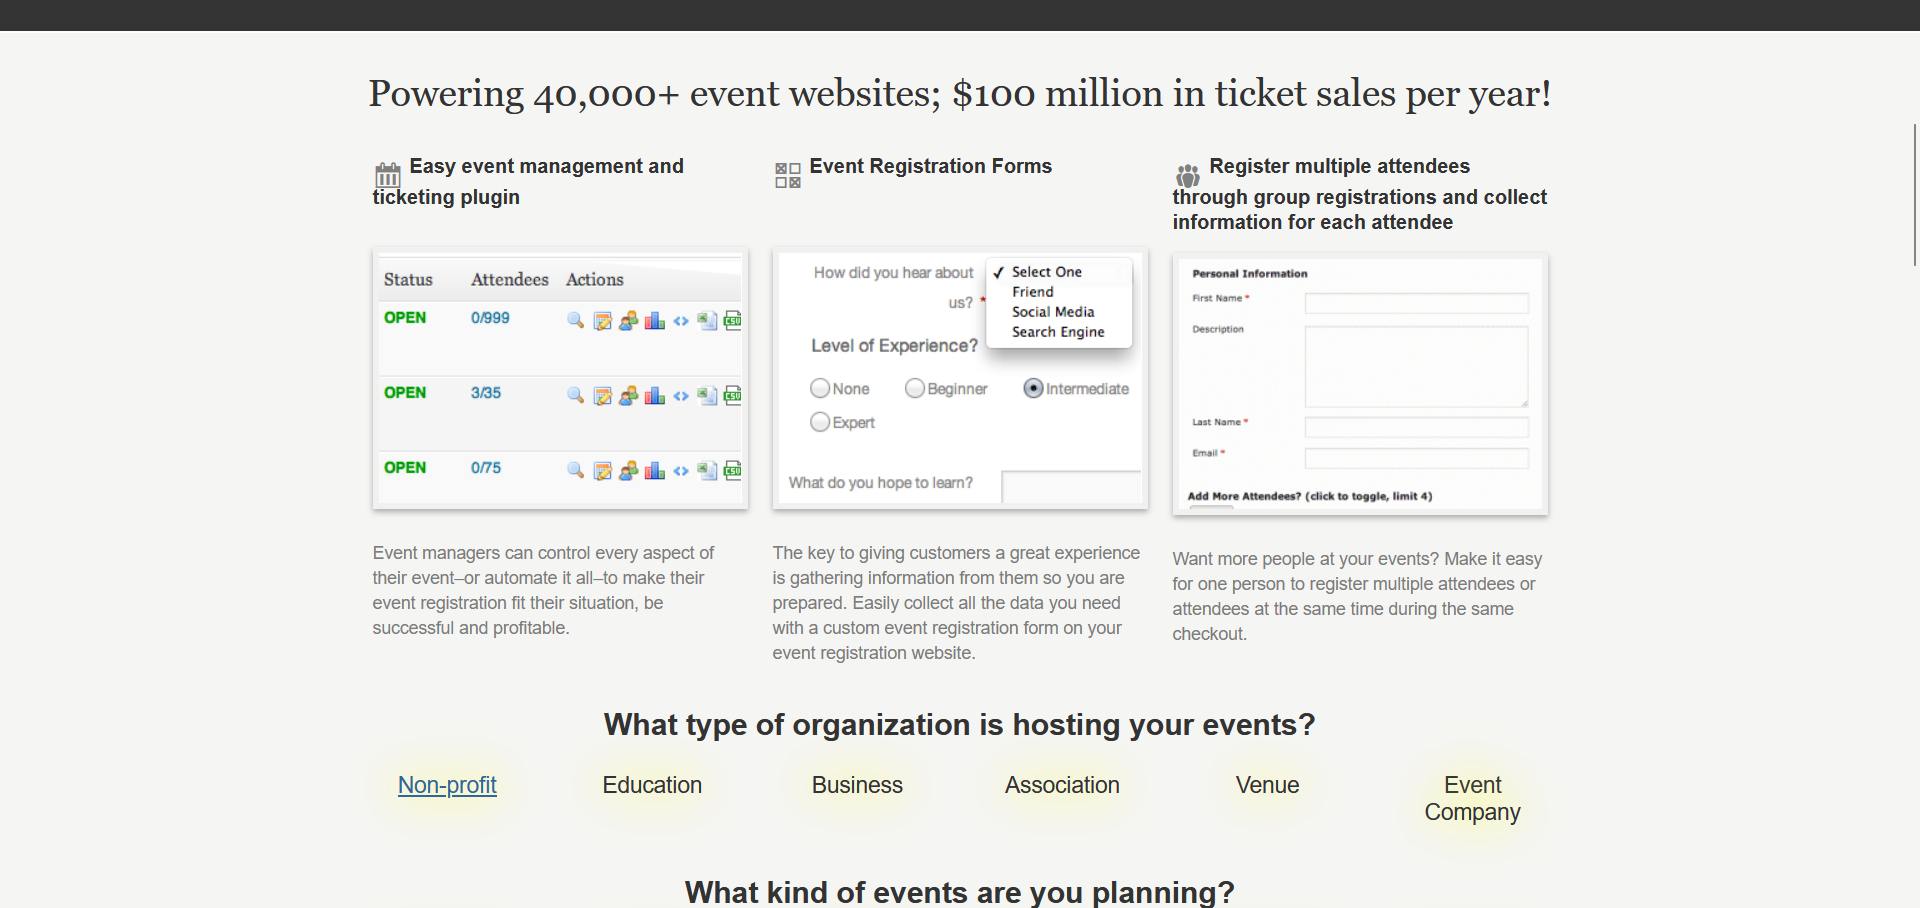 Powering 40,000+ event websites; $100 million in ticket sales per year!
Easy event management and
ticketing plugin
Event Registration Forms
Register multiple attendees
through group registrations and collect
information for each attendee
Status Attendees Actions
OPEN 0/999 CSV
OPEN 3/35 CSV
OPEN 0/75 CSV
How did you hear about
us? *
✓ Select One
Friend
Social Media
Search Engine
Level of Experience?
None Beginner Intermediate
Expert
What do you hope to learn?
Personal Information
First Name *
Description
Last Name *
Email *
Add More Attendees? (click to toggle, limit 4)
Event managers can control every aspect of
their event–or automate it all–to make their
event registration fit their situation, be
successful and profitable.
The key to giving customers a great experience
is gathering information from them so you are
prepared. Easily collect all the data you need
with a custom event registration form on your
event registration website.
Want more people at your events? Make it easy
for one person to register multiple attendees or
attendees at the same time during the same
checkout.
What type of organization is hosting your events?
Non-profit Education Business Association Venue Event
Company
What kind of events are you planning?